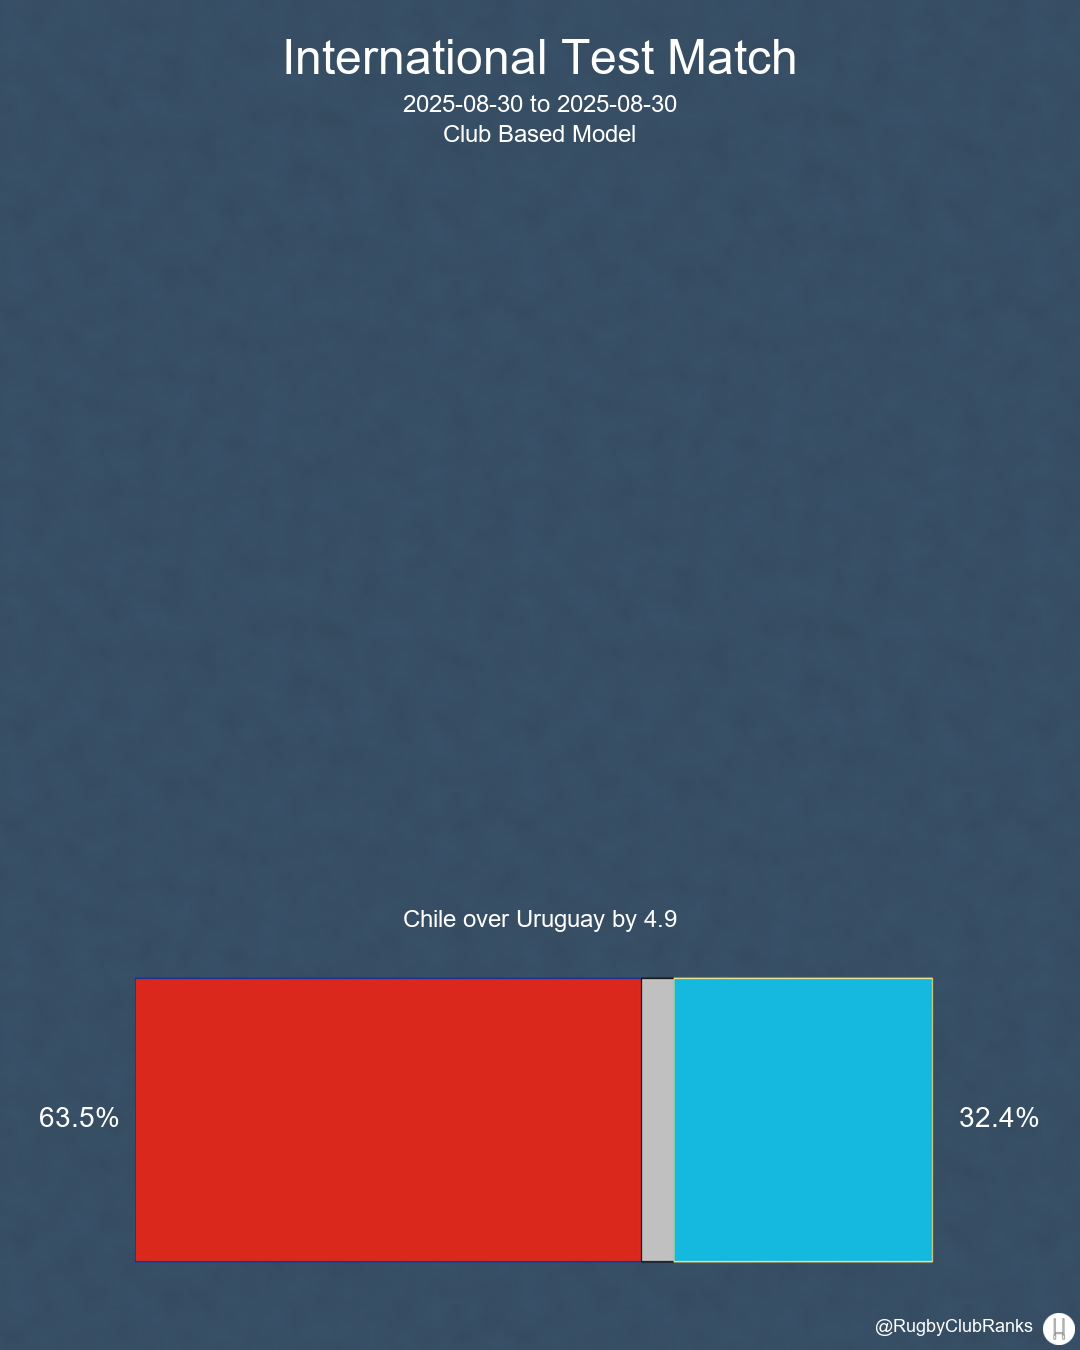 International Test Match
2025-08-30 to 2025-08-30
Club Based Model
Chile over Uruguay by 4.9
63.5%
32.4%
@RugbyClubRanks